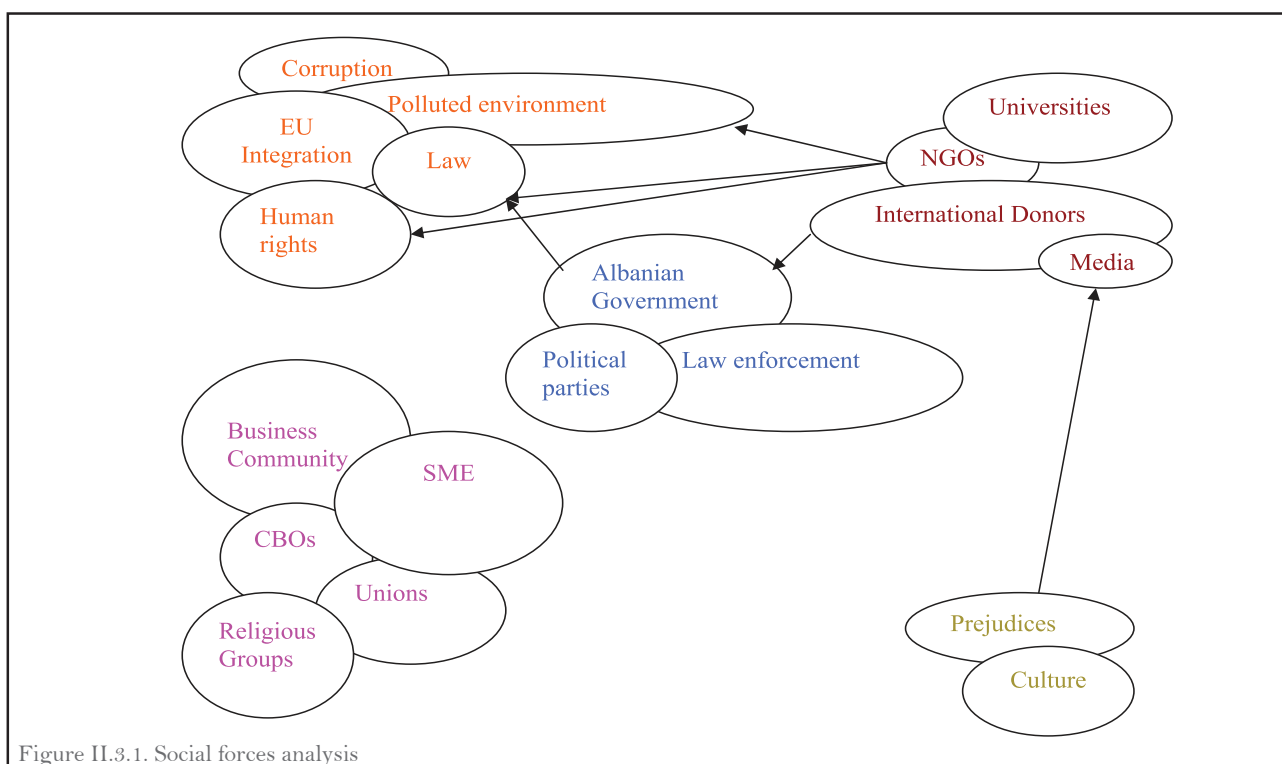 Corruption
Polluted environment
EU
Integration
Law
Human
rights
Universities
NGOs
International Donors
Media
Albanian
Government
Political
parties
Law enforcement
Business
Community
SME
CBOs
Unions
Religious
Groups
Prejudices
Culture
Figure II.3.1. Social forces analysis